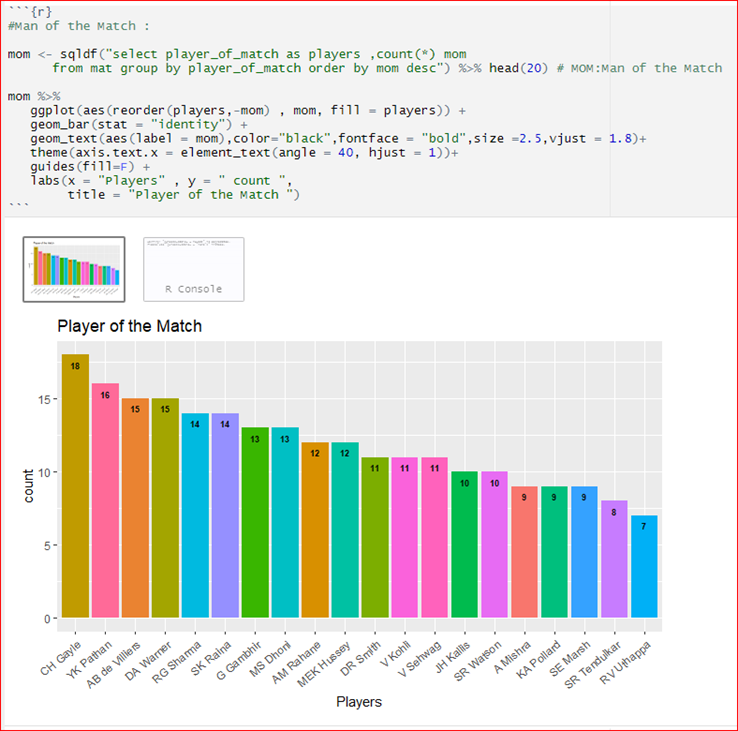 ```{r}
#Man of the Match :
mom <- sqldf("select player_of_match as players ,count(*) mom
from mat group by player_of_match order by mom desc") %>% head(20) # MOM:Man of the Match
mom %>%
ggplot(aes(reorder(players,-mom) , mom, fill = players)) +
geom_bar(stat = "identity") +
geom_text(aes(label = mom),color="black",fontface = "bold",size =2.5,vjust = 1.8)+
theme(axis.text.x = element_text(angle = 40, hjust = 1))+
guides(fill=F) +
labs(x = "Players" , y = " count ",
title = "Player of the Match ")
```
R Console
Player of the Match
18
16
15
15
14
14
13
13
12
12
11
11
11
10
10
9
9
9
8
7
15
10
5
0
count
CH Gayle
YK Pathan
AB de Villiers
DA Warner
RG Sharma
SK Raina
G Gambhir
MS Dhoni
AM Rahane
MEK Hussey
DR Smith
V Kohli
V Sehwag
JH Kallis
SR Watson
A Mishra
KA Pollard
SE Marsh
SR Tendulkar
RV Uthappa
Players